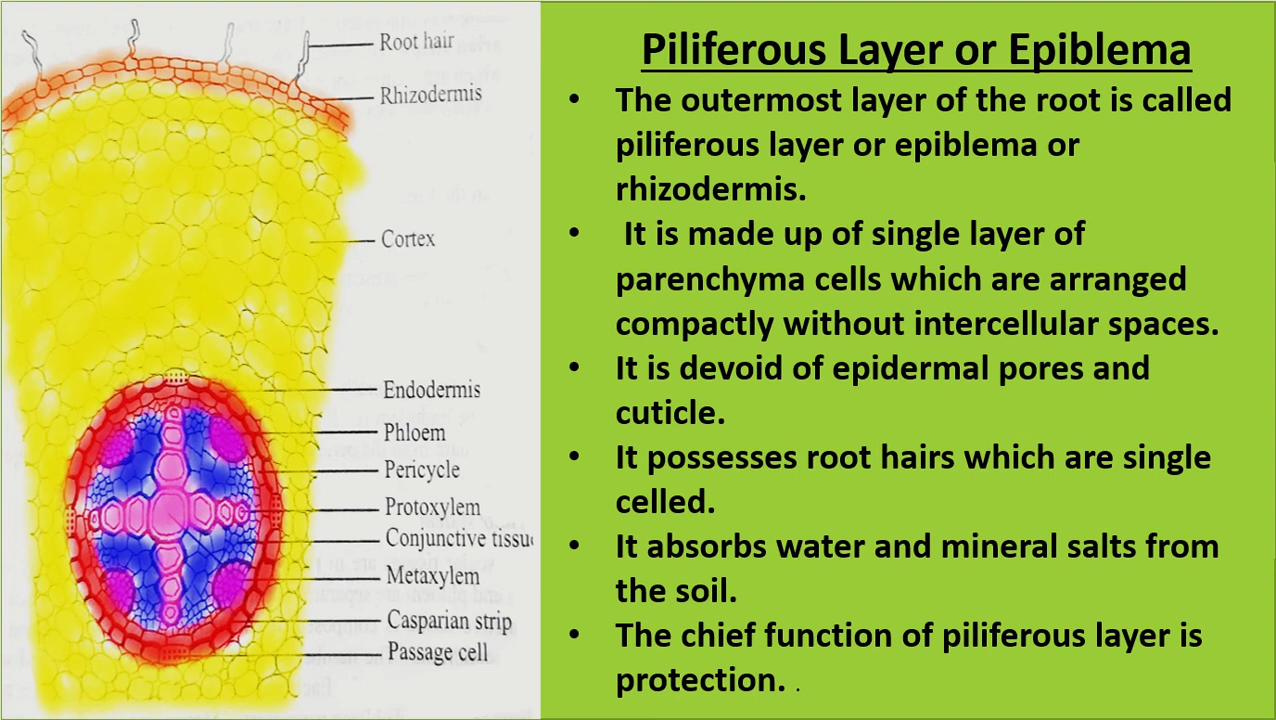 Root hair
Rhizodermis
Cortex
Endodermis
Phloem
Pericycle
Protoxylem
Conjunctive tissu
Metaxylem
Casparian strip
Passage cell
Piliferous Layer or Epiblema
• The outermost layer of the root is called
piliferous layer or epiblema or
rhizodermis.
• It is made up of single layer of
parenchyma cells which are arranged
compactly without intercellular spaces.
• It is devoid of epidermal pores and
cuticle.
• It possesses root hairs which are single
celled.
• It absorbs water and mineral salts from
the soil.
• The chief function of piliferous layer is
protection. .